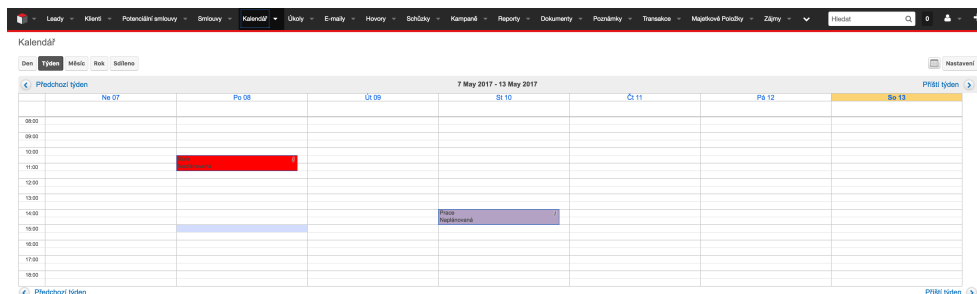 Leady Klienti Potenciální smlouvy Smlouvy Kalendář Úkoly E-maily Hovory Schůzky Kampaně Reporty Dokumenty Poznámky Transakce Majetkové Položky Zájmy Hledat 0
Kalendář
Den Týden Měsíc Rok Sdíleno Nastavení
Předchozí týden 7 May 2017 - 13 May 2017 Příští týden
Ne 07 Po 08 Út 09 St 10 Čt 11 Pá 12 So 13
08:00
09:00
10:00
11:00
12:00
13:00
14:00 Prace
Naplánovaná
15:00
16:00
17:00
18:00
Předchozí týden Příští týden